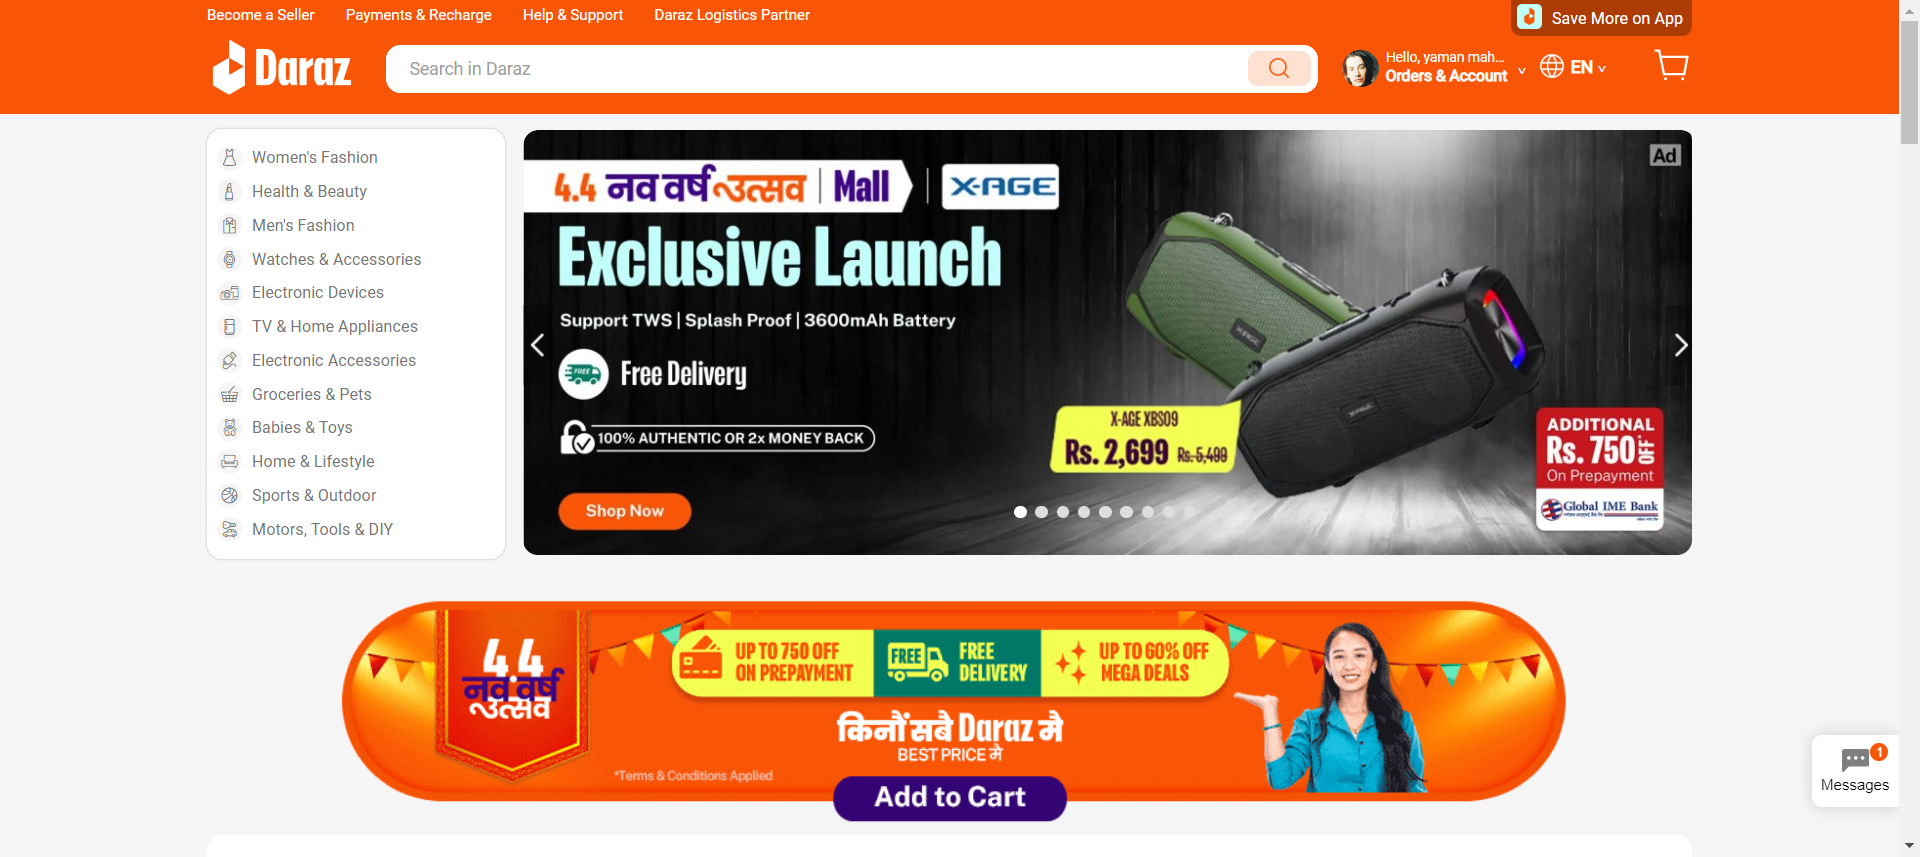 Become a Seller
Payments & Recharge
Help & Support
Daraz Logistics Partner
Save More on App
Daraz
Search in Daraz
Hello, yaman mah...
Orders & Account
EN
Women's Fashion
Health & Beauty
Men's Fashion
Watches & Accessories
Electronic Devices
TV & Home Appliances
Electronic Accessories
Groceries & Pets
Babies & Toys
Home & Lifestyle
Sports & Outdoor
Motors, Tools & DIY
Ad
4.4 नव वर्ष उत्सव | Mall | X-AGE
Exclusive Launch
Support TWS | Splash Proof | 3600mAh Battery
FREE
Free Delivery
100% AUTHENTIC OR 2x MONEY BACK
Shop Now
X-AGE
X-AGE
X-AGE XBS09
Rs. 2,699 Rs. 5,499
ADDITIONAL
Rs. 750 OFF*
On Prepayment
Global IME Bank
4.4
नव वर्ष
उत्सव
UP TO 750 OFF
ON PREPAYMENT
FREE
FREE
DELIVERY
UP TO 60% OFF
MEGA DEALS
किनौं सबै Daraz मै
BEST PRICE मै
*Terms & Conditions Applied
Add to Cart
1
Messages